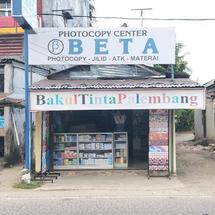 PHOTOCOPY CENTER
β BETA
PHOTOCOPY - JILID - ATK - MATERAI
BakulTintaPalembang